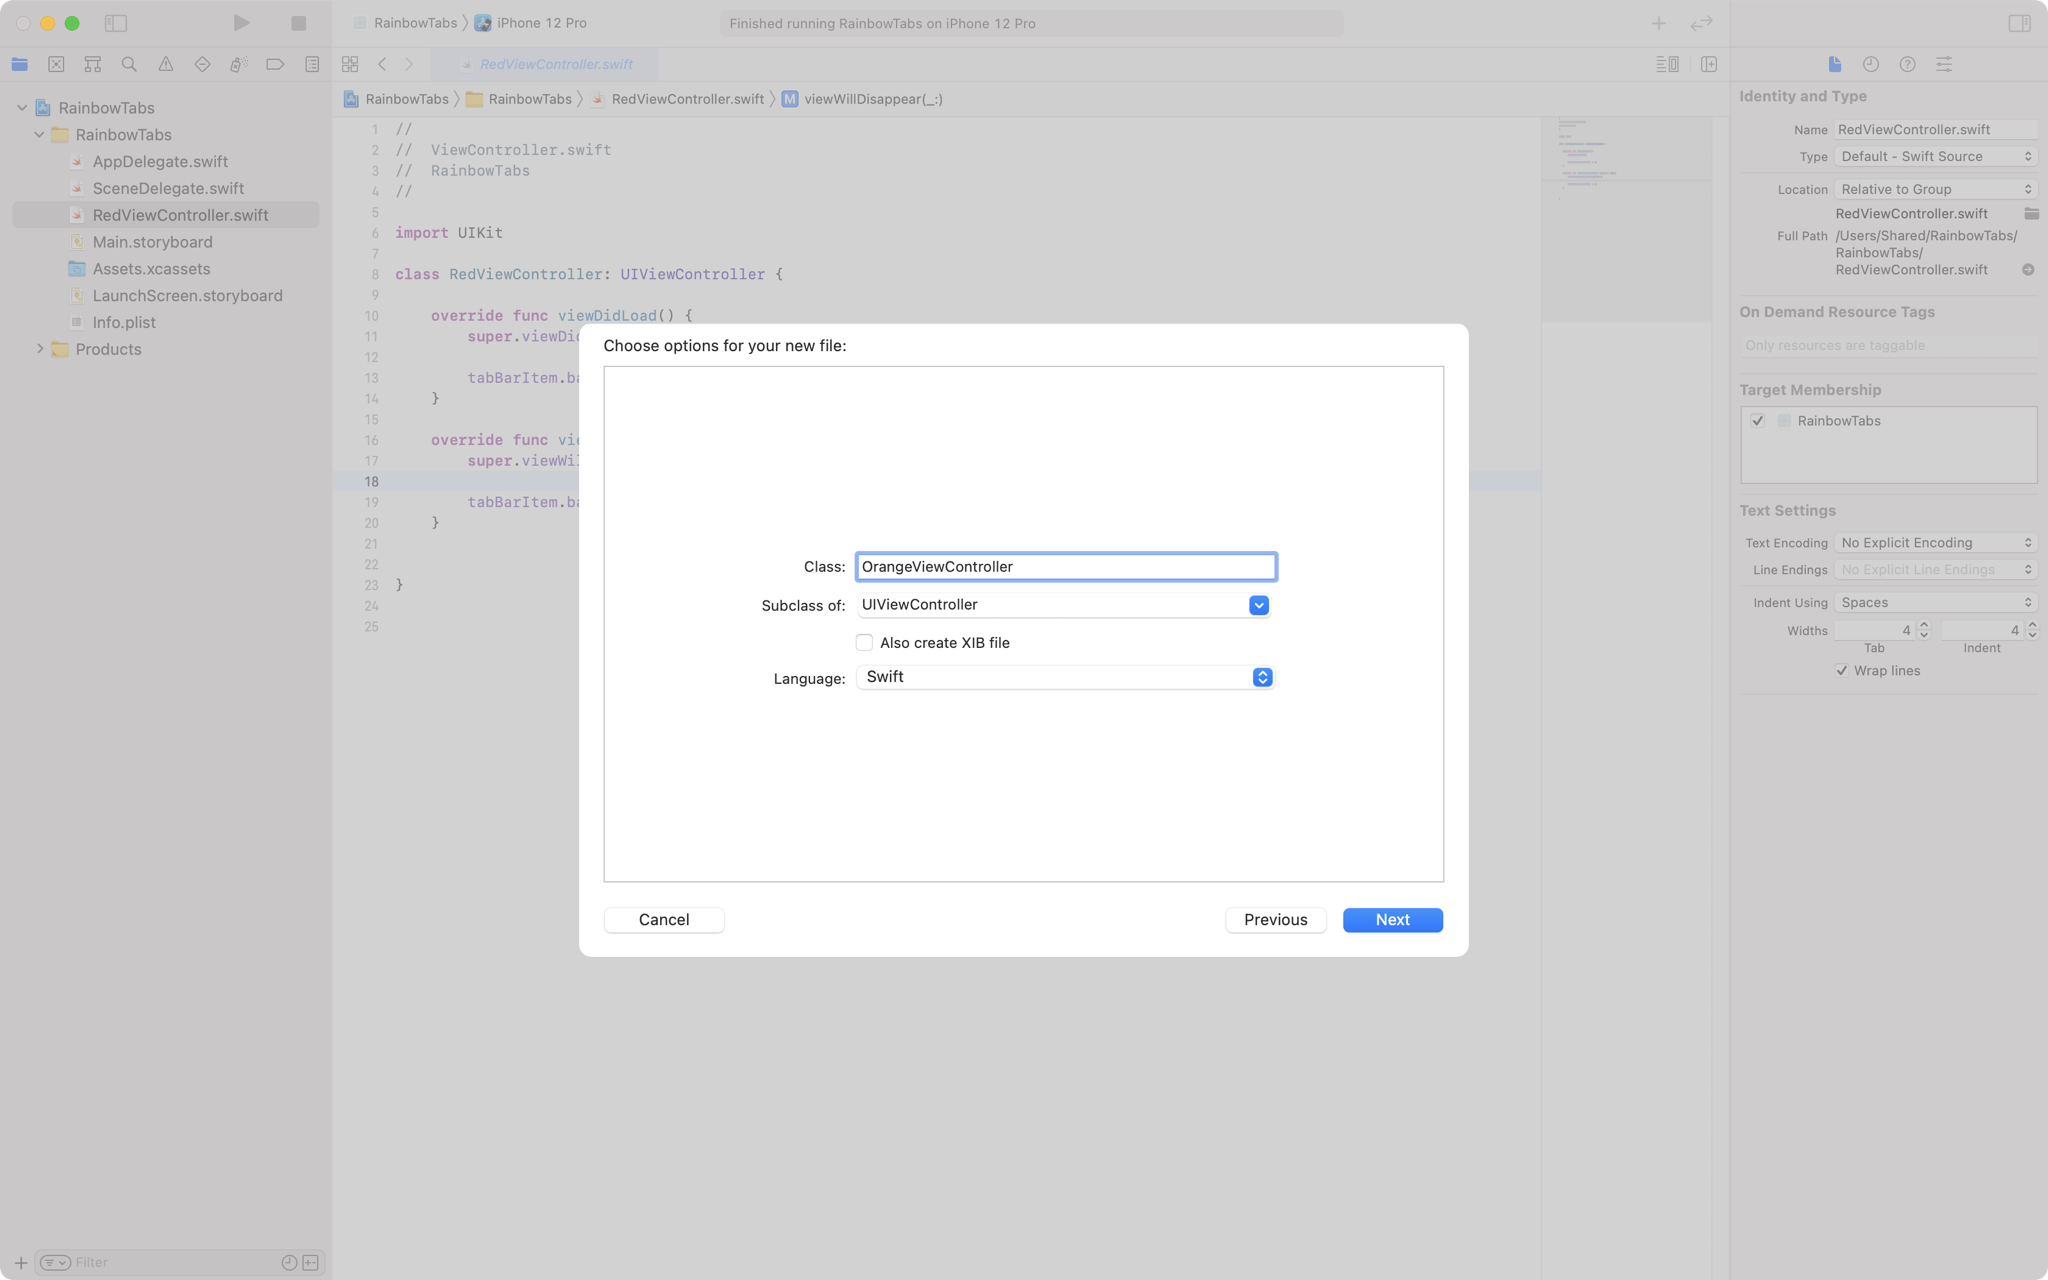 RainbowTabs
iPhone 12 Pro
Finished running RainbowTabs on iPhone 12 Pro
RedViewController.swift
RainbowTabs
RainbowTabs
AppDelegate.swift
SceneDelegate.swift
RedViewController.swift
Main.storyboard
Assets.xcassets
LaunchScreen.storyboard
Info.plist
Products
Filter
RainbowTabs
RainbowTabs
RedViewController.swift
M viewWillDisappear(_:)
1 //
2 //  ViewController.swift
3 //  RainbowTabs
4 //
5
6 import UIKit
7
8 class RedViewController: UIViewController {
9
10     override func viewDidLoad() {
11         super.viewDid
12
13         tabBarItem.ba
14     }
15
16     override func vie
17         super.viewWil
18
19         tabBarItem.ba
20     }
21
22
23 }
24
25
Choose options for your new file:
Class: OrangeViewController
Subclass of: UIViewController
Also create XIB file
Language: Swift
Cancel
Previous
Next
Identity and Type
Name RedViewController.swift
Type Default - Swift Source
Location Relative to Group
RedViewController.swift
Full Path /Users/Shared/RainbowTabs/
RainbowTabs/
RedViewController.swift
On Demand Resource Tags
Only resources are taggable
Target Membership
RainbowTabs
Text Settings
Text Encoding No Explicit Encoding
Line Endings No Explicit Line Endings
Indent Using Spaces
Widths 4 4
Tab Indent
Wrap lines